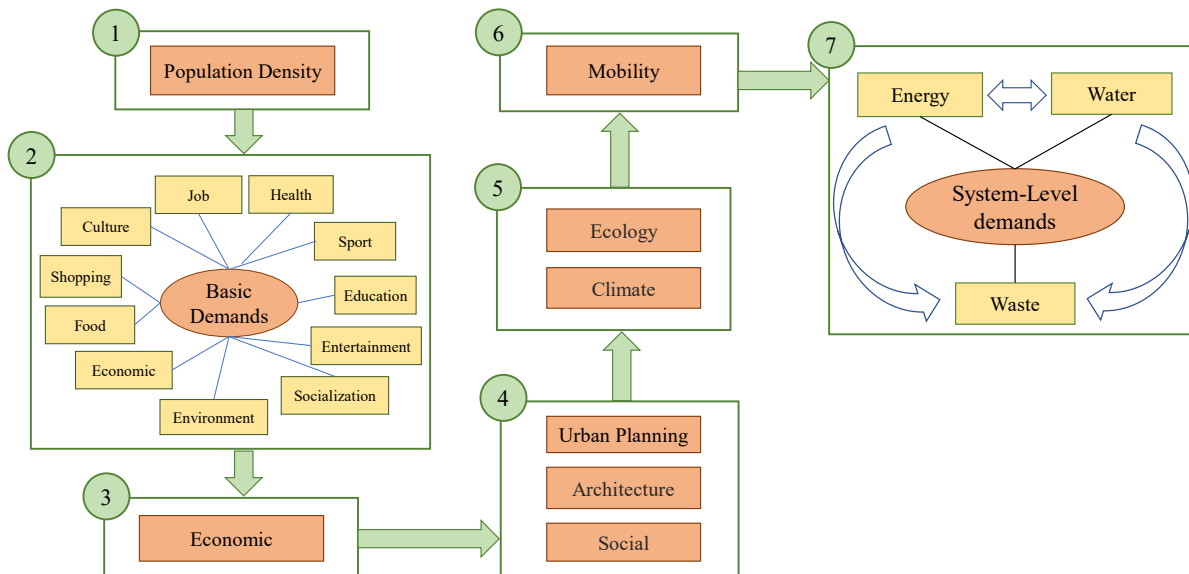 1
Population Density
2
Job
Health
Culture
Sport
Shopping
Basic
Demands
Education
Food
Entertainment
Economic
Socialization
Environment
3
Economic
4
Urban Planning
Architecture
Social
5
Ecology
Climate
6
Mobility
7
Energy
Water
System-Level
demands
Waste